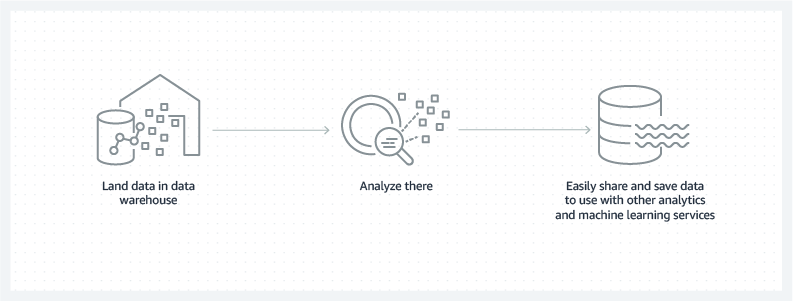 Land data in data
warehouse
Analyze there
Easily share and save data
to use with other analytics
and machine learning services